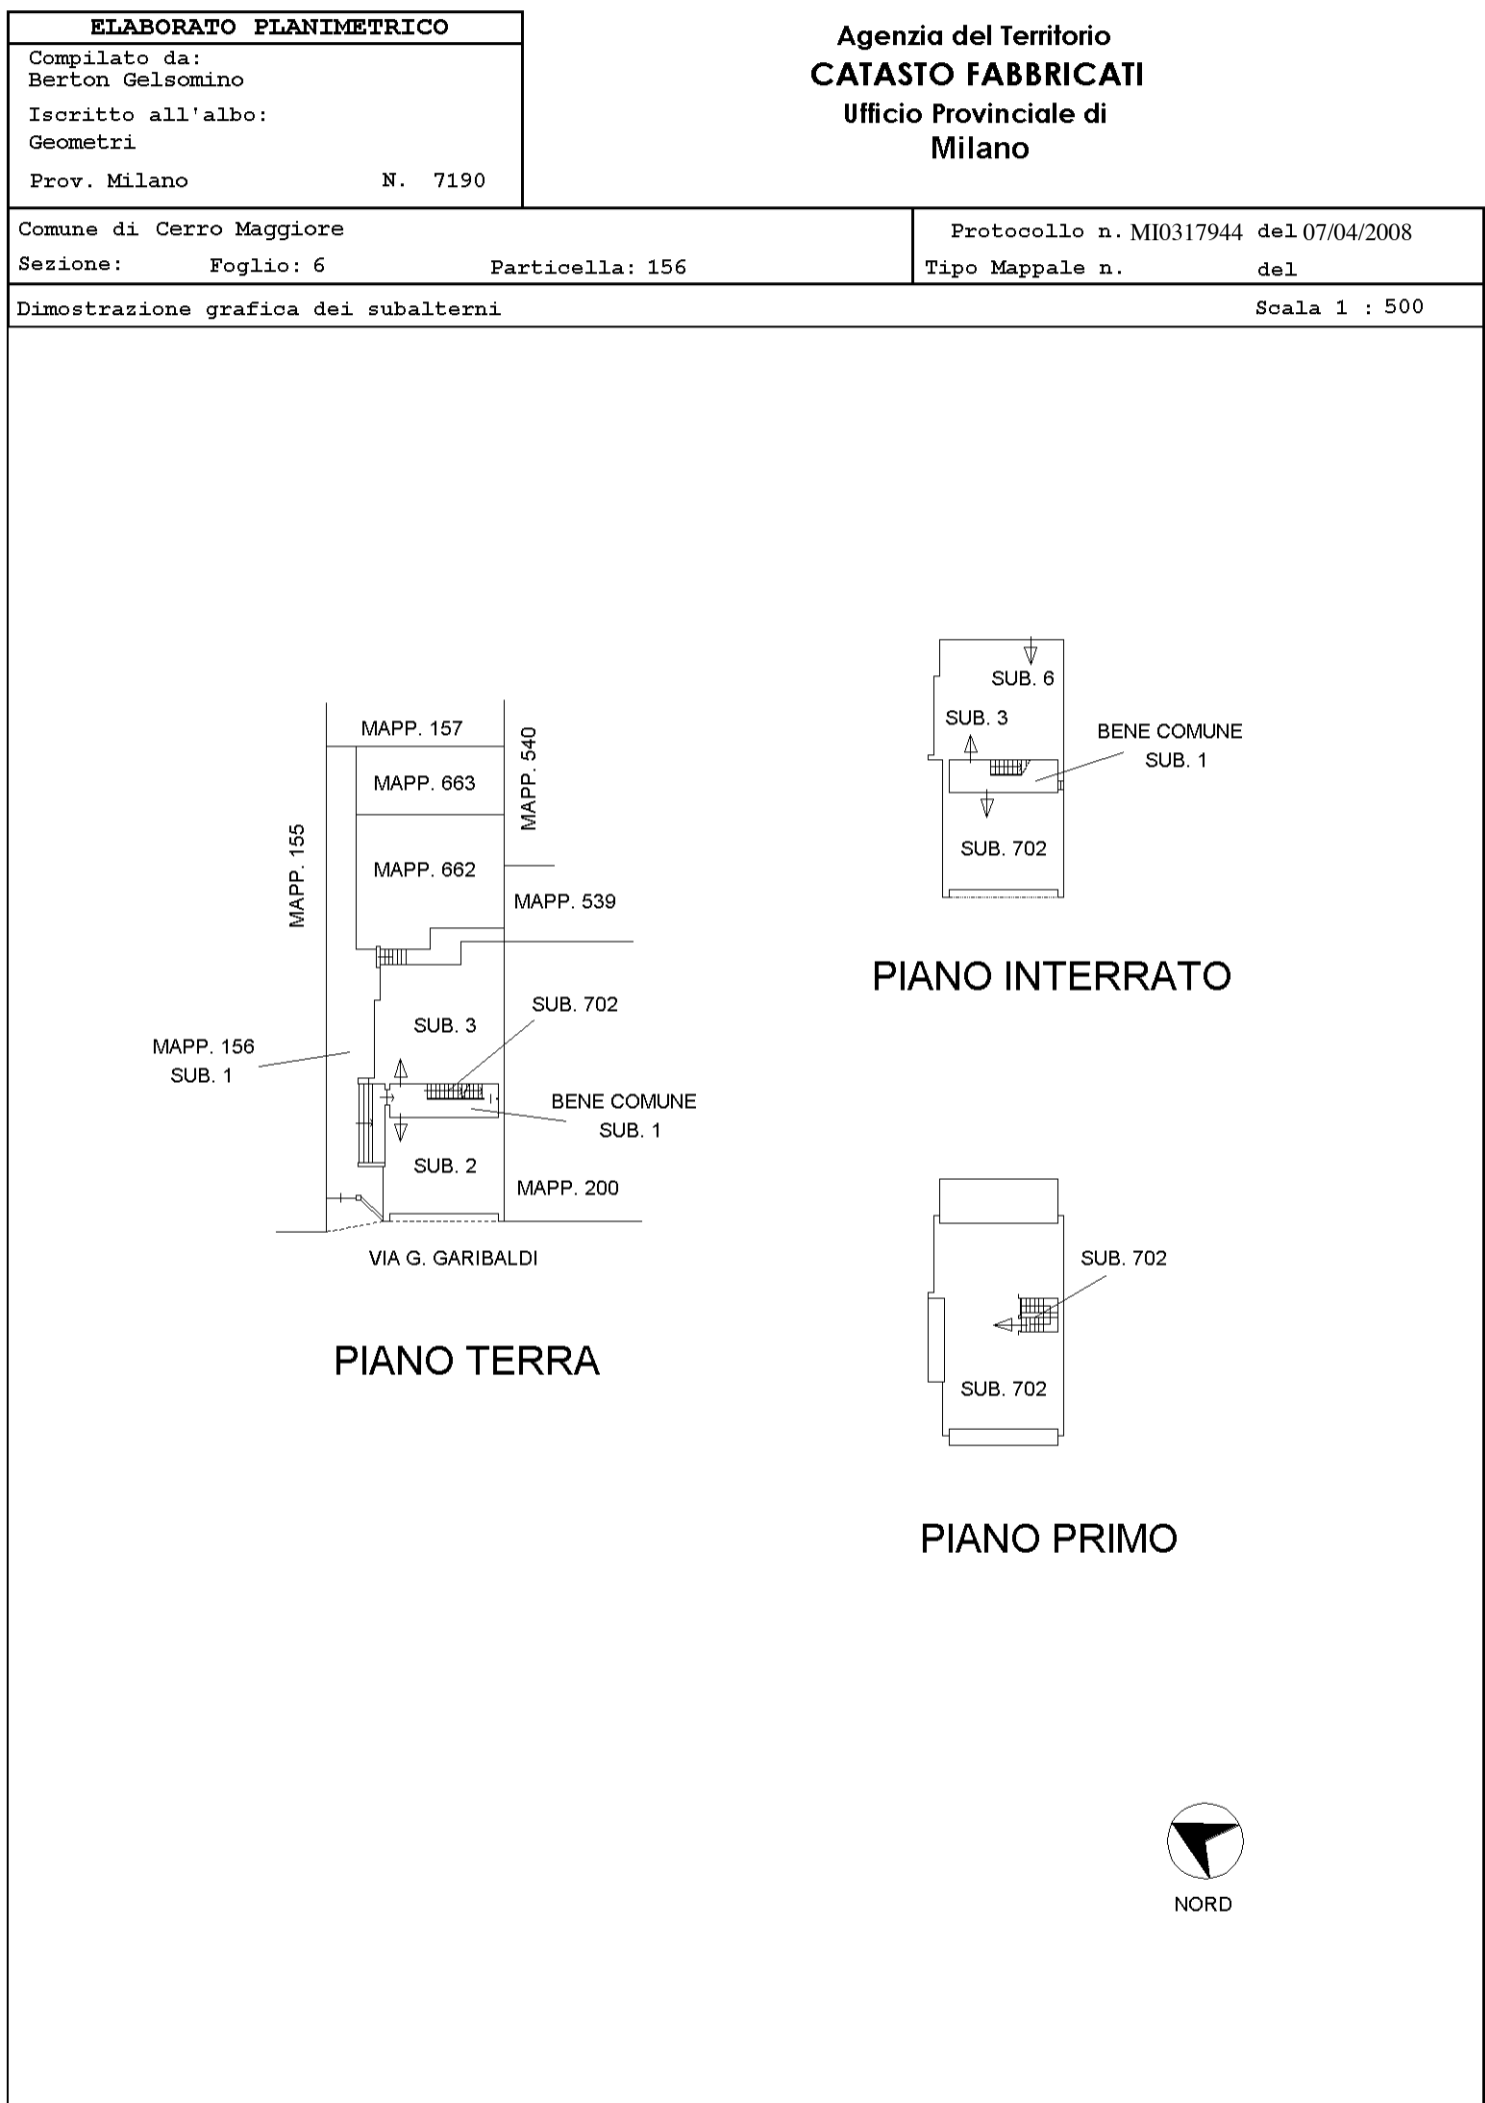 ELABORATO PLANIMETRICO
Compilato da:
Berton Gelsomino
Iscritto all'albo:
Geometri
Prov. Milano N. 7190
Agenzia del Territorio
CATASTO FABBRICATI
Ufficio Provinciale di
Milano
Comune di Cerro Maggiore
Sezione: Foglio: 6 Particella: 156
Protocollo n. MI0317944 del 07/04/2008
Tipo Mappale n. del
Dimostrazione grafica dei subalterni Scala 1 : 500
MAPP. 157
MAPP. 540
MAPP. 663
MAPP. 155
MAPP. 662
MAPP. 539
SUB. 702
SUB. 3
MAPP. 156
SUB. 1
BENE COMUNE
SUB. 1
SUB. 2
MAPP. 200
VIA G. GARIBALDI
PIANO TERRA
SUB. 6
SUB. 3
BENE COMUNE
SUB. 1
SUB. 702
PIANO INTERRATO
SUB. 702
SUB. 702
PIANO PRIMO
NORD